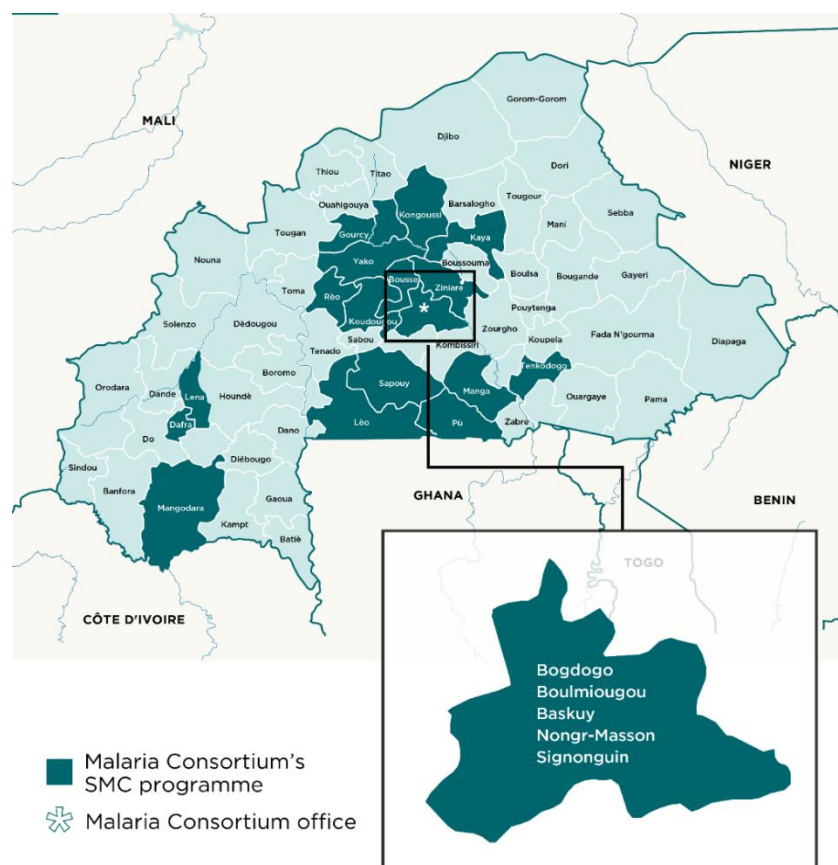 MALI
NIGER
Gorom-Gorom
Djibo
Dori
Thiou
Titao
Ouahigouya
Barsalogho
Tougour
Kongoussi
Sebba
Mani
Gourcy
Kaya
Tougan
Nouna
Yako
Boussouma
Boulsa
Bougande
Gayeri
Bousse
Ziniare
Toma
Rèo
Pouytenga
Solenzo
Dèdougou
Koudougou
Zourgho
Fada N'gourma
Koupela
Diapaga
Sabou
Kombissiri
Tenado
Boromo
Tenkodogo
Orodara
Dande
Lena
Houndè
Sapouy
Manga
Ouargaye
Pama
Dafra
Lèo
Pù
Zabre
Do
Dano
Sindou
Diébougo
Banfora
Mangodara
Gaoua
GHANA
BENIN
Kampt
Batiè
TOGO
CÔTE D'IVOIRE
Bogdogo
Boulmiougou
Baskuy
Nongr-Masson
Signonguin
Malaria Consortium's
SMC programme
Malaria Consortium office